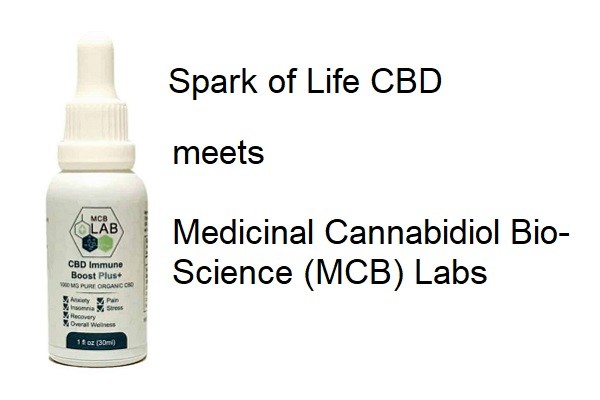 Spark of Life CBD
meets
Medicinal Cannabidiol Bio-
Science (MCB) Labs
MCB
LAB
CBD Immune
Boost Plus+
1000 MG PURE ORGANIC CBD
Anxiety Pain
Insomnia Stress
Recovery
Overall Wellness
1 fl oz (30ml)